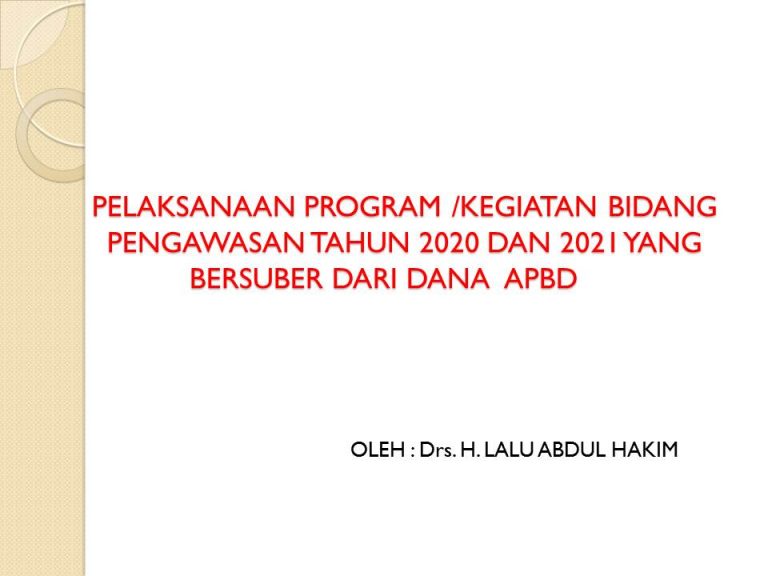 PELAKSANAAN PROGRAM /KEGIATAN BIDANG
PENGAWASAN TAHUN 2020 DAN 2021 YANG
BERSUBER DARI DANA APBD
OLEH : Drs. H. LALU ABDUL HAKIM